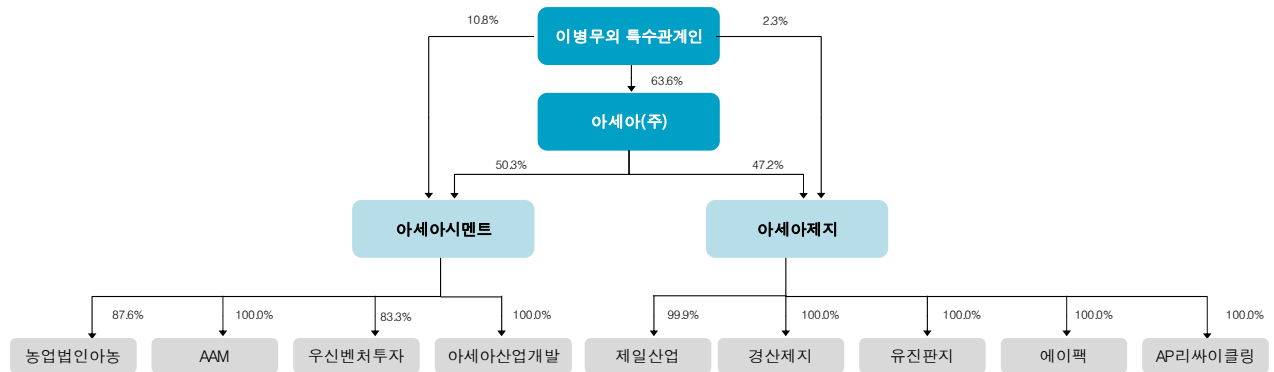 10.8%
이병무외 특수관계인
2.3%
63.6%
아세아(주)
50.3%
47.2%
아세아시멘트
아세아제지
87.6%
100.0%
83.3%
100.0%
99.9%
100.0%
100.0%
100.0%
100.0%
농업법인아농
AAM
우신벤처투자
아세아산업개발
제일산업
경산제지
유진판지
에이팩
AP리싸이클링